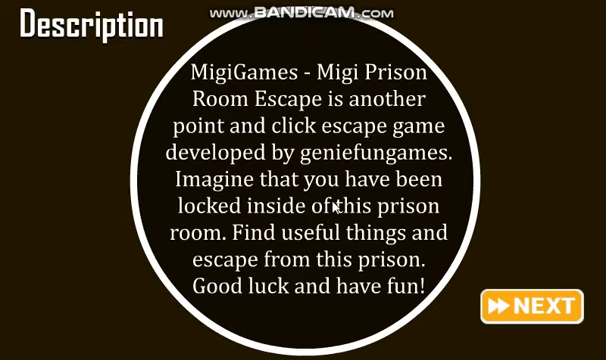 www.BANDICAM.com
Description
MigiGames - Migi Prison
Room Escape is another
point and click escape game
developed by geniefungames.
Imagine that you have been
locked inside of this prison
room. Find useful things and
escape from this prison.
Good luck and have fun!
NEXT